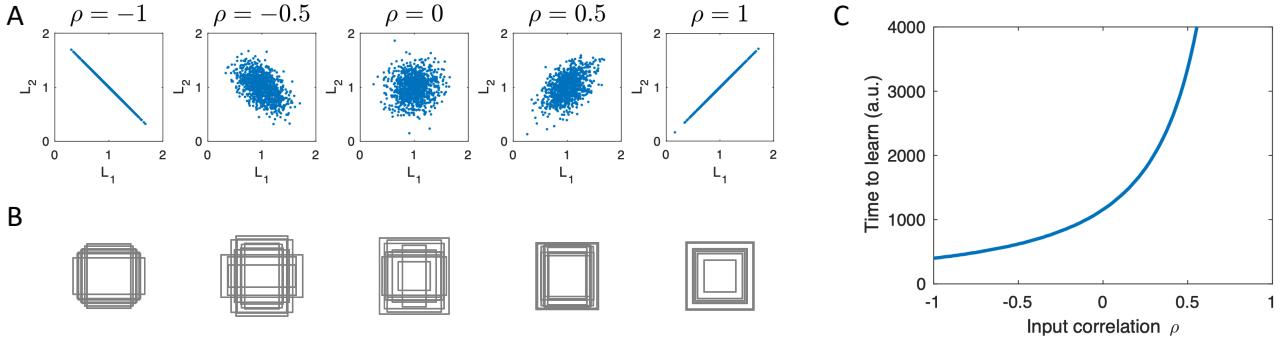 A
ρ = −1
ρ = −0.5
ρ = 0
ρ = 0.5
ρ = 1
C
2
1
0
L2
0 1 2
L1
2
1
0
L2
0 1 2
L1
2
1
0
L2
0 1 2
L1
2
1
0
L2
0 1 2
L1
2
1
0
L2
0 1 2
L1
B
4000
3000
2000
1000
0
Time to learn (a.u.)
-1 -0.5 0 0.5 1
Input correlation ρ